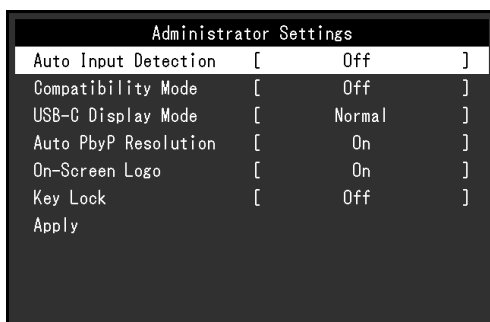 Administrator Settings
Auto Input Detection [ Off ]
Compatibility Mode [ Off ]
USB-C Display Mode [ Normal ]
Auto PbyP Resolution [ On ]
On-Screen Logo [ On ]
Key Lock [ Off ]
Apply